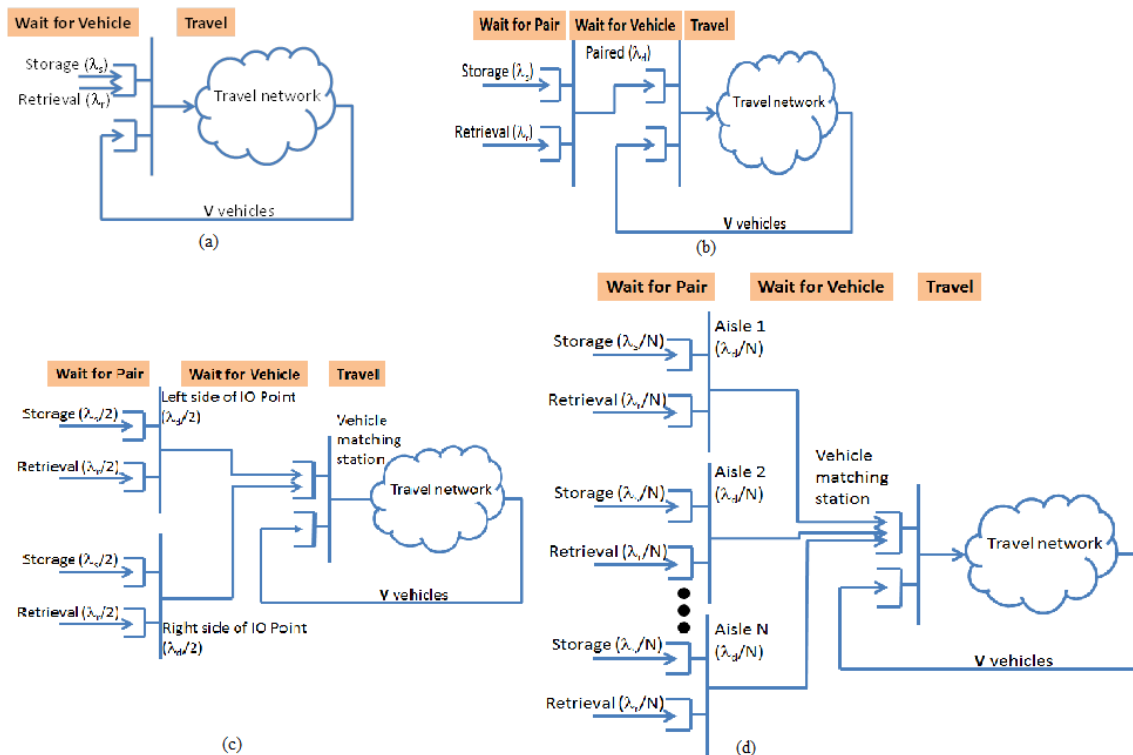 Wait for Vehicle
Travel
Storage (λs)
Retrieval (λr)
Travel network
V vehicles
(a)
Wait for Pair
Wait for Vehicle
Travel
Paired (λd)
Storage (λs)
Retrieval (λr)
Travel network
V vehicles
(b)
Wait for Pair
Wait for Vehicle
Travel
Left side of IO Point
(λd/2)
Storage (λs/2)
Retrieval (λr/2)
Vehicle
matching
station
Travel network
Storage (λs/2)
Retrieval (λr/2)
V vehicles
Right side of IO Point
(λd/2)
(c)
Wait for Pair
Wait for Vehicle
Travel
Aisle 1
(λd/N)
Storage (λs/N)
Retrieval (λr/N)
Aisle 2
(λd/N)
Storage (λs/N)
Retrieval (λr/N)
Vehicle
matching
station
Travel network
Aisle N
(λd/N)
Storage (λs/N)
Retrieval (λr/N)
V vehicles
(d)